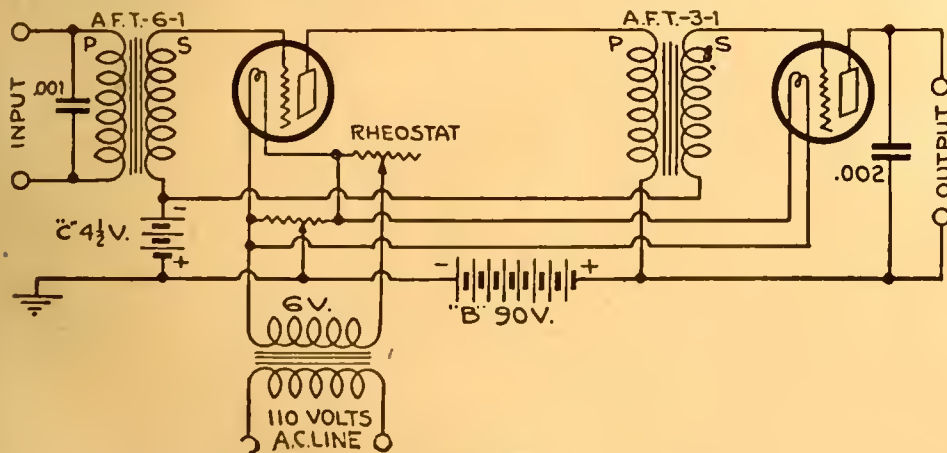 A.F.T.-6-1
A.F.T.-3-1
P
S
P
S
INPUT
.001
RHEOSTAT
.002
OUTPUT
"C" 4½ V.
-
+
-
+
"B" 90V.
6V.
110 VOLTS
A.C. LINE